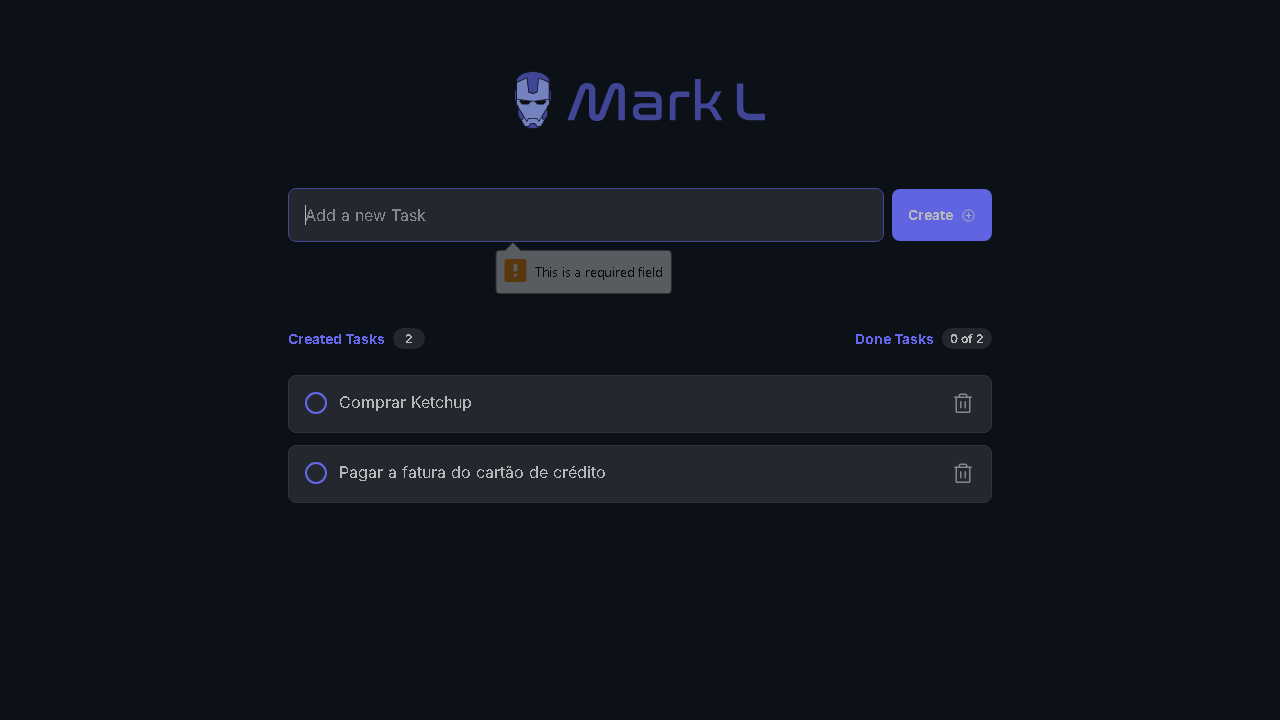 Mark L
Add a new Task
Create
This is a required field
Created Tasks 2
Done Tasks 0 of 2
Comprar Ketchup
Pagar a fatura do cartão de crédito